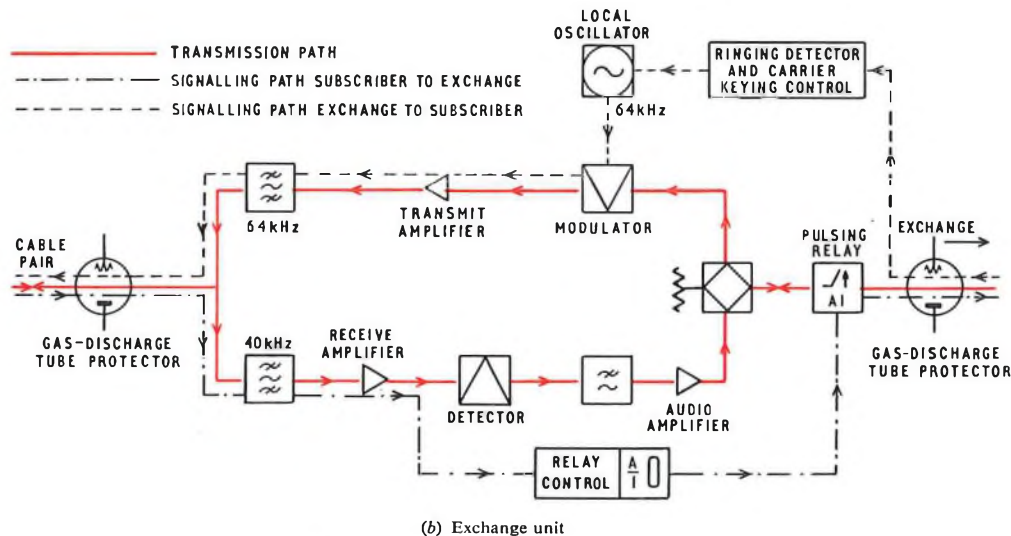 TRANSMISSION PATH
SIGNALLING PATH SUBSCRIBER TO EXCHANGE
SIGNALLING PATH EXCHANGE TO SUBSCRIBER
LOCAL
OSCILLATOR
64kHz
RINGING DETECTOR
AND CARRIER
KEYING CONTROL
64kHz
TRANSMIT
AMPLIFIER
MODULATOR
PULSING
RELAY
A1
EXCHANGE
CABLE
PAIR
GAS-DISCHARGE
TUBE PROTECTOR
40kHz
RECEIVE
AMPLIFIER
DETECTOR
AUDIO
AMPLIFIER
GAS-DISCHARGE
TUBE PROTECTOR
RELAY
CONTROL
A
1
(b) Exchange unit